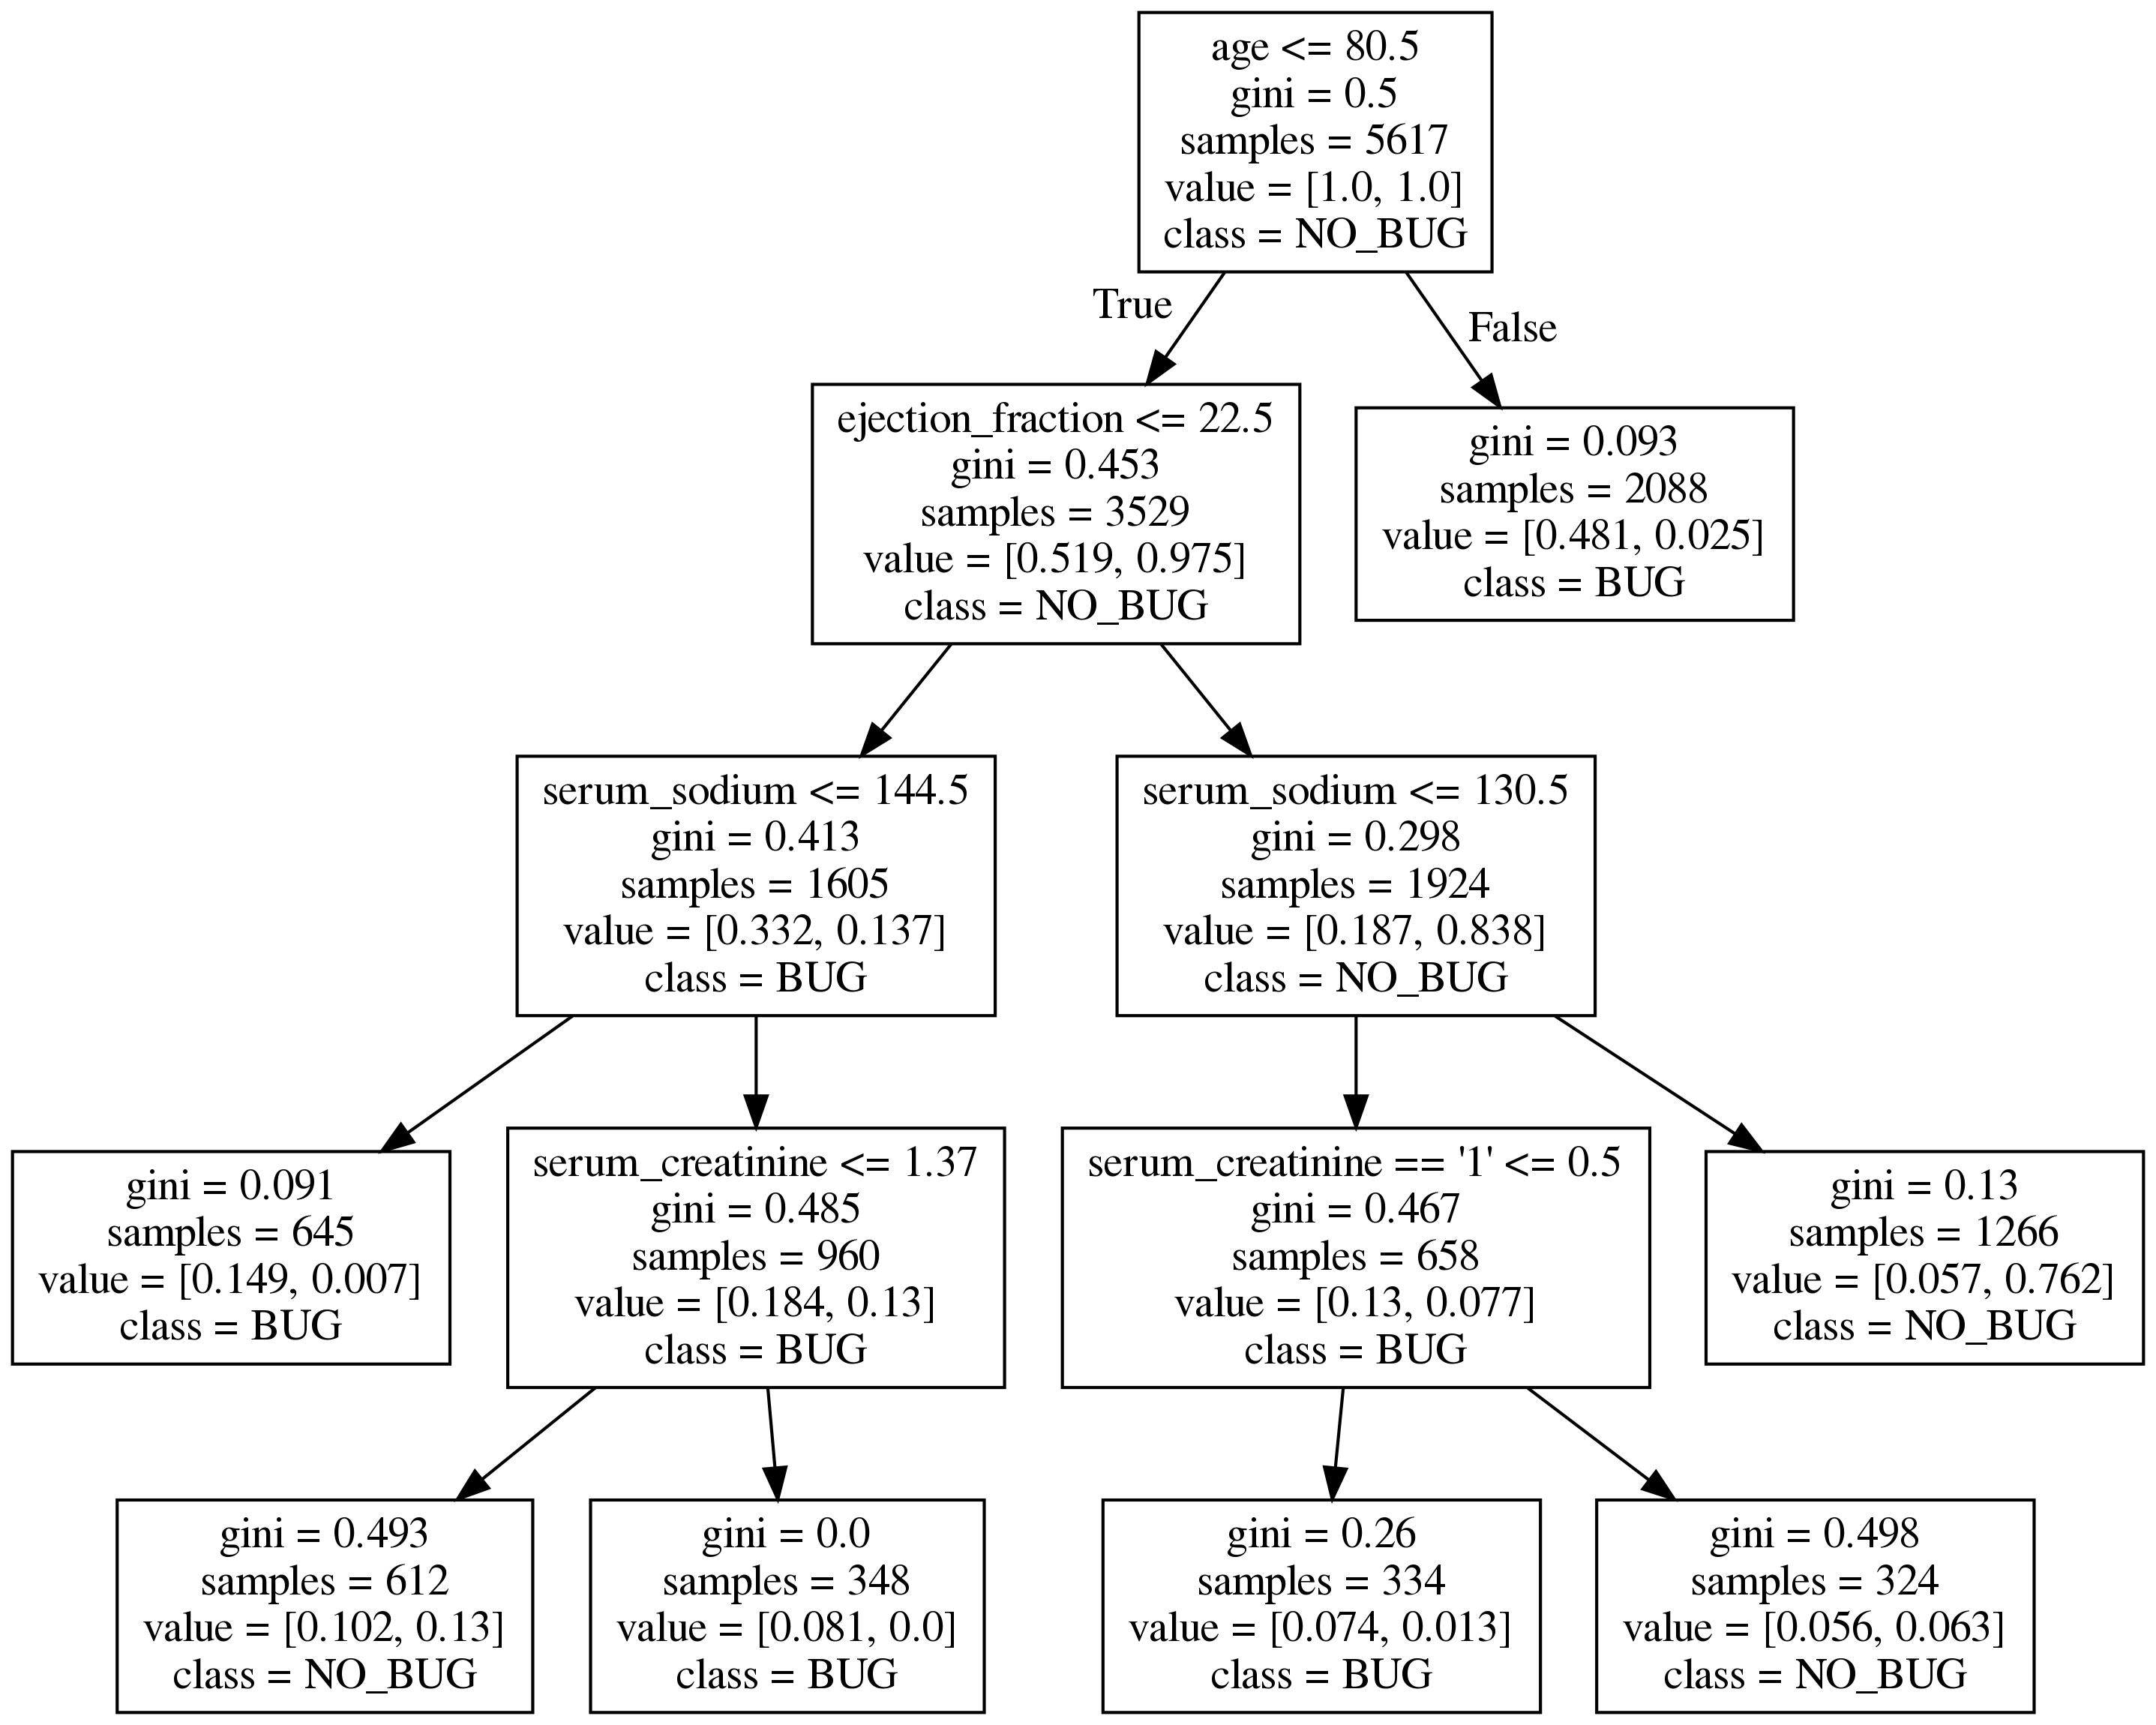 age <= 80.5
gini = 0.5
samples = 5617
value = [1.0, 1.0]
class = NO_BUG
True
False
ejection_fraction <= 22.5
gini = 0.453
samples = 3529
value = [0.519, 0.975]
class = NO_BUG
gini = 0.093
samples = 2088
value = [0.481, 0.025]
class = BUG
serum_sodium <= 144.5
gini = 0.413
samples = 1605
value = [0.332, 0.137]
class = BUG
serum_sodium <= 130.5
gini = 0.298
samples = 1924
value = [0.187, 0.838]
class = NO_BUG
gini = 0.091
samples = 645
value = [0.149, 0.007]
class = BUG
serum_creatinine <= 1.37
gini = 0.485
samples = 960
value = [0.184, 0.13]
class = BUG
serum_creatinine == '1' <= 0.5
gini = 0.467
samples = 658
value = [0.13, 0.077]
class = BUG
gini = 0.13
samples = 1266
value = [0.057, 0.762]
class = NO_BUG
gini = 0.493
samples = 612
value = [0.102, 0.13]
class = NO_BUG
gini = 0.0
samples = 348
value = [0.081, 0.0]
class = BUG
gini = 0.26
samples = 334
value = [0.074, 0.013]
class = BUG
gini = 0.498
samples = 324
value = [0.056, 0.063]
class = NO_BUG